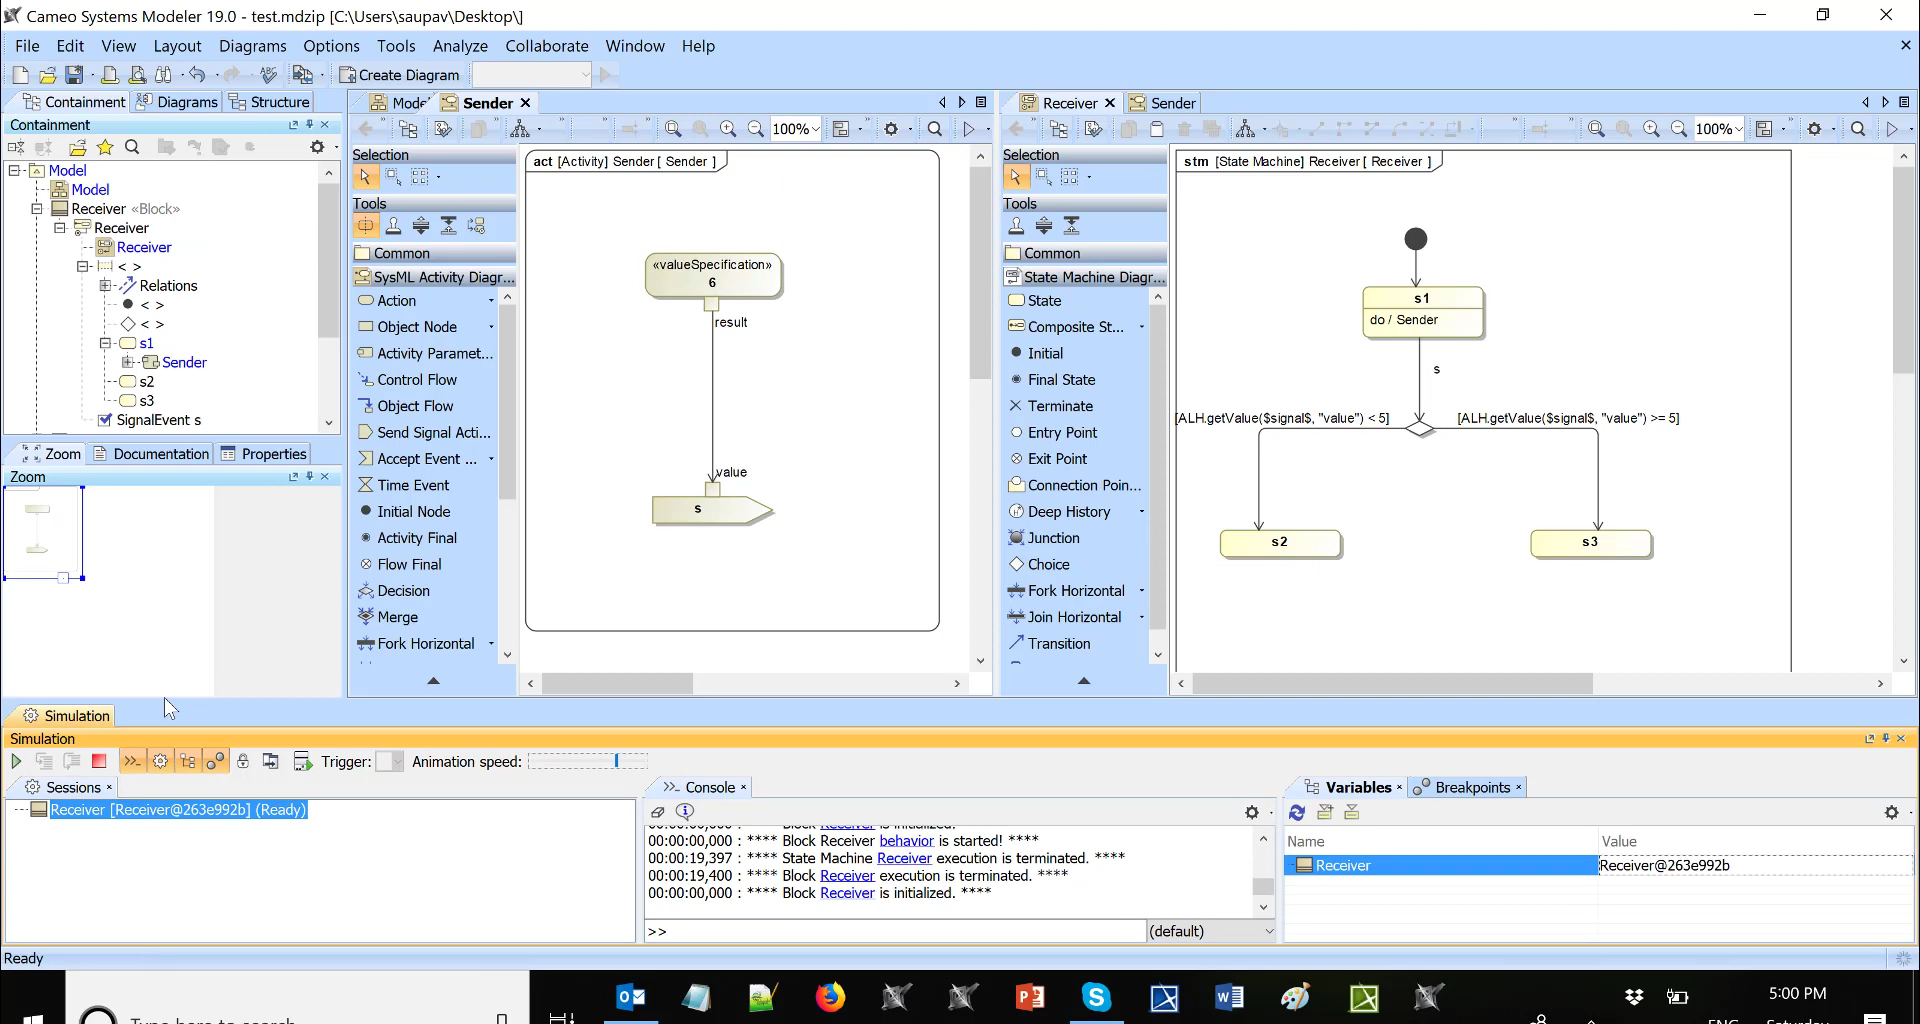 Cameo Systems Modeler 19.0 - test.mdzip [C:\Users\saupav\Desktop\]
File Edit View Layout Diagrams Options Tools Analyze Collaborate Window Help
Create Diagram
Containment Diagrams Structure
Containment
Model
Model
Receiver «Block»
Receiver
Receiver
< >
Relations
< >
< >
s1
Sender
s2
s3
SignalEvent s
Zoom Documentation Properties
Zoom
Sender
100%
Selection
Tools
Common
SysML Activity Diagr...
Action
Object Node
Activity Paramet...
Control Flow
Object Flow
Send Signal Acti...
Accept Event ...
Time Event
Initial Node
Activity Final
Flow Final
Decision
Merge
Fork Horizontal
act [Activity] Sender [ Sender ]
«valueSpecification»
6
result
value
s
Receiver Sender
100%
Selection
Tools
Common
State Machine Diagr...
State
Composite St...
Initial
Final State
Terminate
Entry Point
Exit Point
Connection Poin...
Deep History
Junction
Choice
Fork Horizontal
Join Horizontal
Transition
stm [State Machine] Receiver [ Receiver ]
s1
do / Sender
s
[ALH.getValue($signal$, "value") < 5] [ALH.getValue($signal$, "value") >= 5]
s2 s3
Simulation
Simulation
Trigger: Animation speed:
Sessions
Receiver [Receiver@263e992b] (Ready)
Console
00:00:00,000 : **** Block Receiver is initialized.
00:00:00,000 : **** Block Receiver behavior is started! ****
00:00:19,397 : **** State Machine Receiver execution is terminated. ****
00:00:19,400 : **** Block Receiver execution is terminated. ****
00:00:00,000 : **** Block Receiver is initialized. ****
>> (default)
Variables Breakpoints
Name Value
Receiver Receiver@263e992b
Ready
5:00 PM